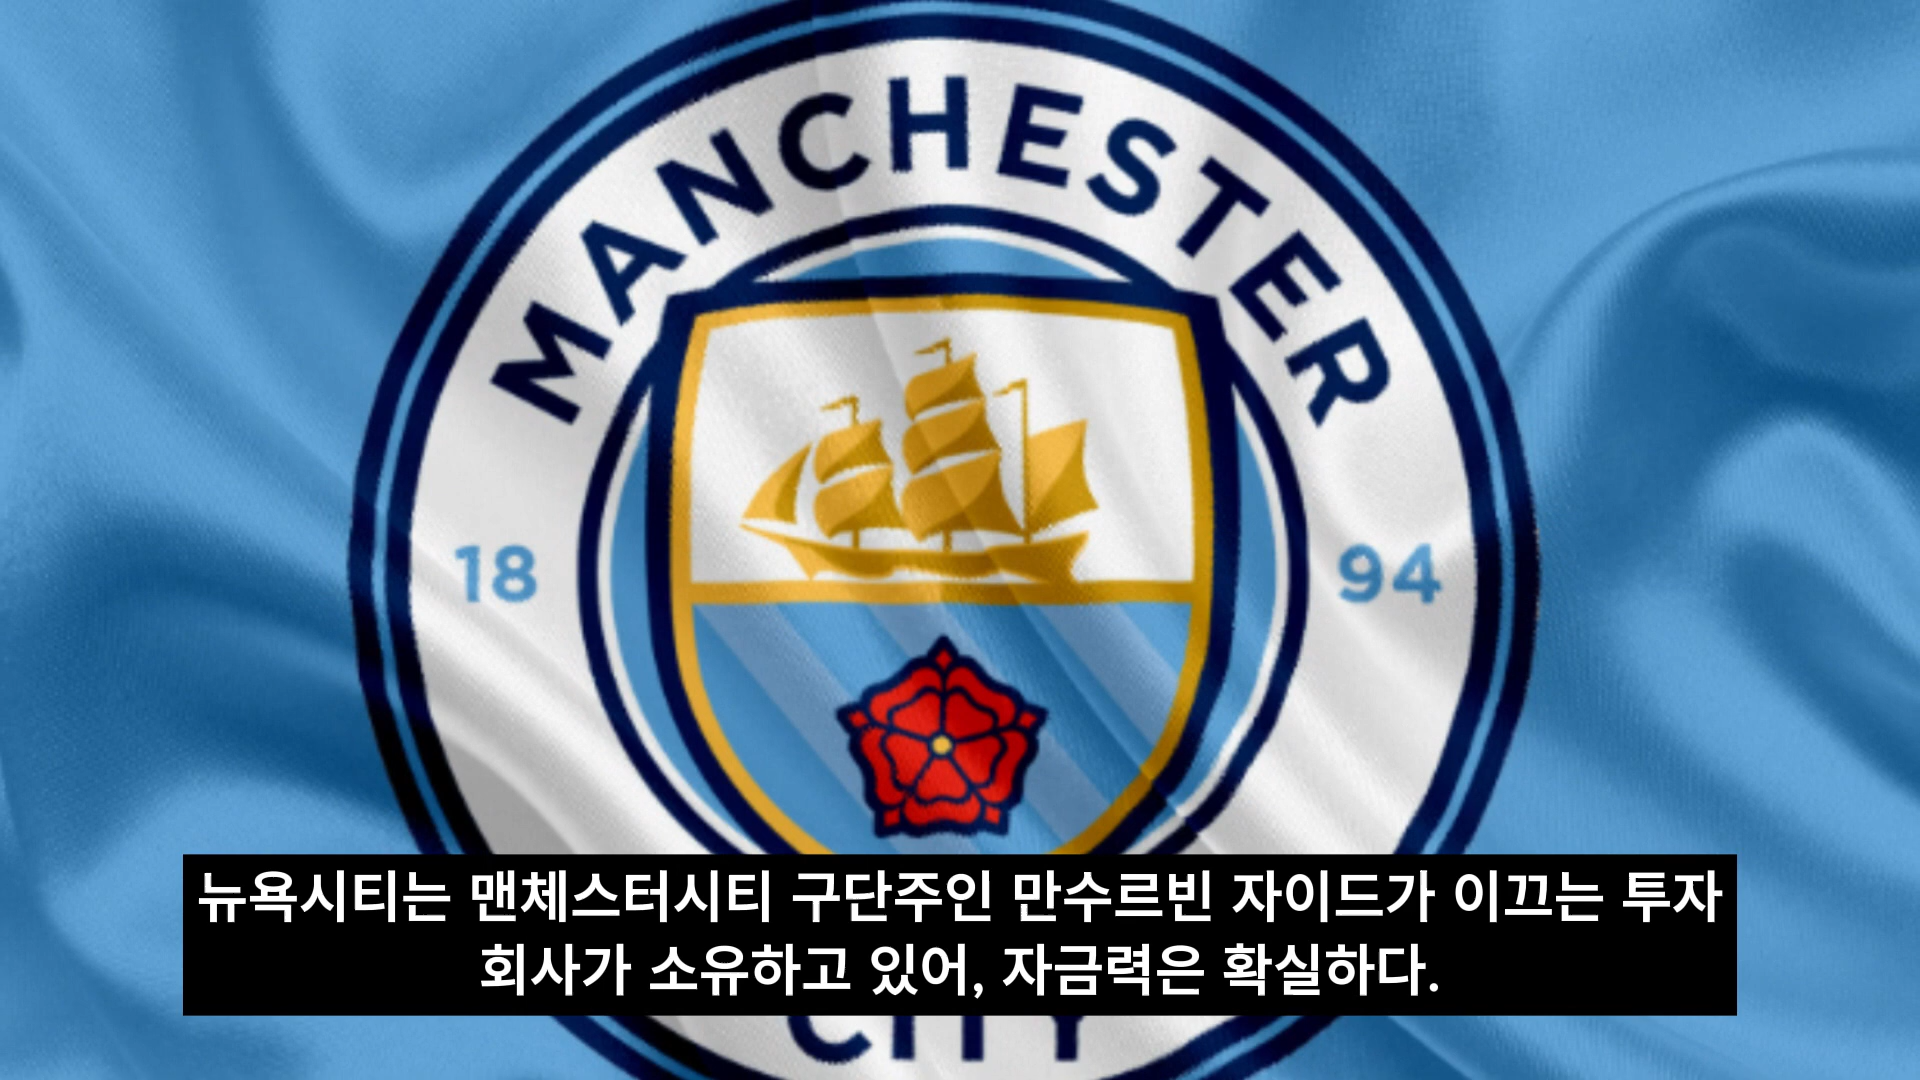 MANCHESTER
18 94
뉴욕시티는 맨체스터시티 구단주인 만수르빈 자이드가 이끄는 투자
회사가 소유하고 있어, 자금력은 확실하다.
CITY